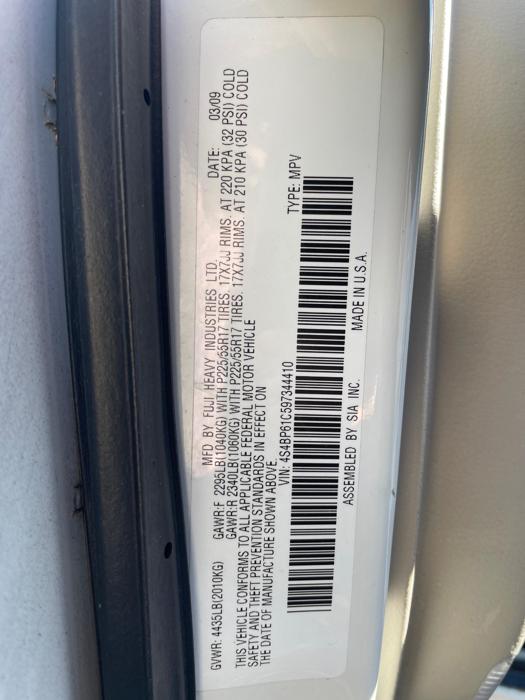 MFD BY FUJI HEAVY INDUSTRIES LTD. DATE: 03/09
GVWR: 4435LB(2010KG) GAWR:F 2293LB(1040KG) WITH P225/55R17 TIRES, 17X7JJ RIMS, AT 220 KPA (32 PSI) COLD
GAWR:R 2340LB(1060KG) WITH P225/55R17 TIRES, 17X7JJ RIMS, AT 210 KPA (30 PSI) COLD
THIS VEHICLE CONFORMS TO ALL APPLICABLE FEDERAL MOTOR VEHICLE
SAFETY AND THEFT PREVENTION STANDARDS IN EFFECT ON
THE DATE OF MANUFACTURE SHOWN ABOVE.
VIN: 4S4BP61C597344410 TYPE: MPV
ASSEMBLED BY SIA INC. MADE IN U.S.A.